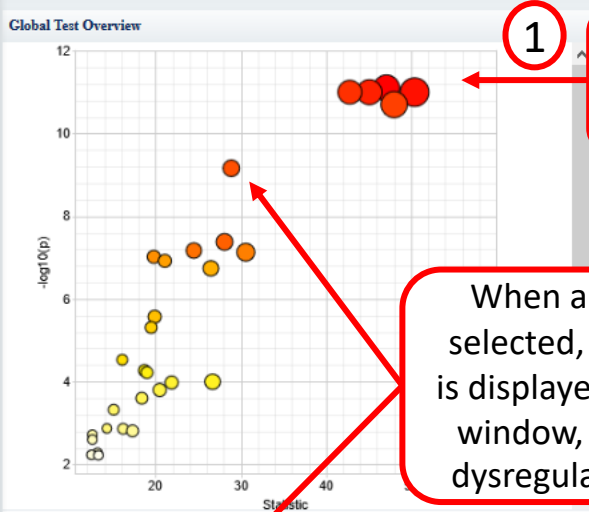 Global Test Overview
1
12
10
8
6
4
2
-log10(p)
20 30 40
Statistic
When a
selected,
is displaye
window,
dysregula